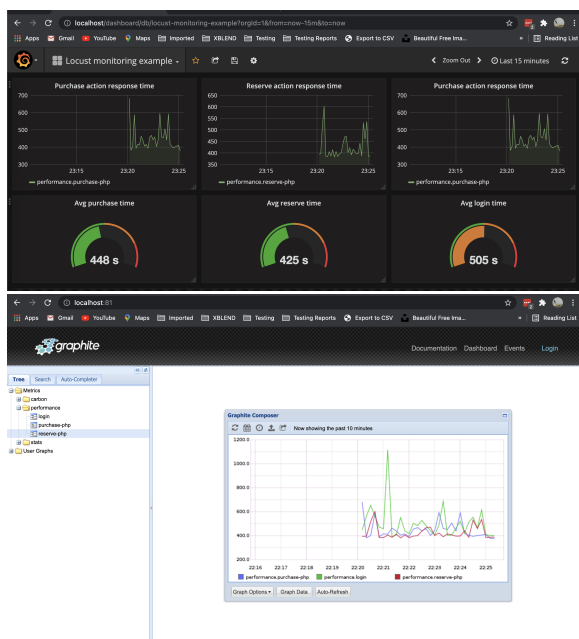 localhost/dashboard/db/locust-monitoring-example?orgId=1&from=now-15m&to=now
Apps Gmail YouTube Maps Imported XBLEND Testing Testing Reports Export to CSV Beautiful Free Ima... » Reading List
Locust monitoring example Zoom Out Last 15 minutes
Purchase action response time
700
600
500
400
300
23:15 23:20 23:25
performance.purchase-php
Reserve action response time
650
600
550
500
450
400
350
23:15 23:20 23:25
performance.reserve-php
Purchase action response time
700
600
500
400
300
23:15 23:20 23:25
performance.purchase-php
Avg purchase time
448 s
Avg reserve time
425 s
Avg login time
505 s
localhost:81
Apps Gmail YouTube Maps Imported XBLEND Testing Testing Reports Export to CSV Beautiful Free Ima... » Reading List
graphite Documentation Dashboard Events Login
Tree Search Auto-Completer
Metrics
carbon
performance
login
purchase-php
reserve-php
stats
User Graphs
Graphite Composer
Now showing the past 10 minutes
1200.0
1000.0
800.0
600.0
400.0
200.0
22:16 22:17 22:18 22:19 22:20 22:21 22:22 22:23 22:24 22:25
performance.purchase-php performance.login performance.reserve-php
Graph Options Graph Data Auto-Refresh